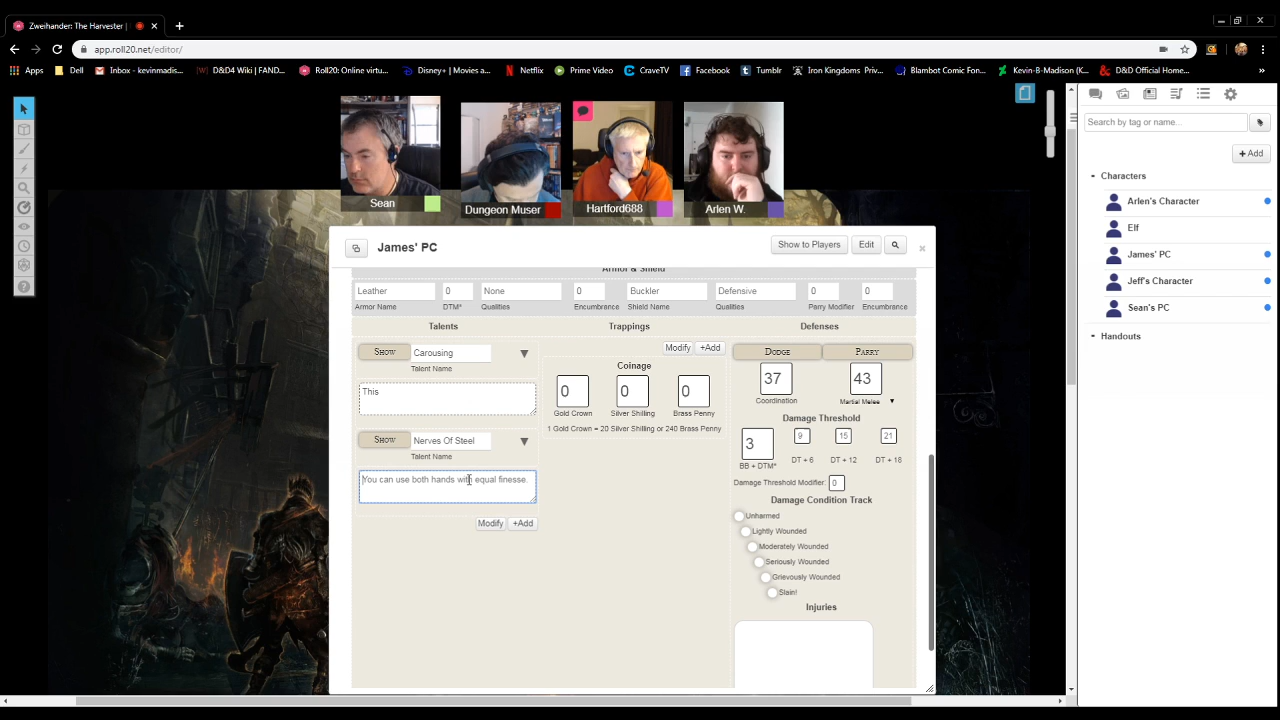 Zweihander: The Harvester |
app.roll20.net/editor/
Apps
Dell
Inbox - kevinmadis...
D&D4 Wiki | FAND...
Roll20: Online virtu...
Disney+ | Movies a...
Netflix
Prime Video
CraveTV
Facebook
Tumblr
Iron Kingdoms Priv...
Blambot Comic Fon...
Kevin-B-Madison (K...
D&D Official Home...
»
Search by tag or name...
+ Add
Characters
Arlen's Character
Elf
James' PC
Jeff's Character
Sean's PC
Handouts
Sean
Dungeon Muser
Hartford688
Arlen W.
James' PC
Show to Players
Edit
Armor & Shield
Leather 0 None 0 Buckler Defensive 0 0
Armor Name DTM* Qualities Encumbrance Shield Name Qualities Parry Modifier Encumbrance
Talents Trappings Defenses
Show Carousing
Talent Name
This
Show Nerves Of Steel
Talent Name
You can use both hands with equal finesse.
Modify +Add
Modify +Add
Coinage
0 0 0
Gold Crown Silver Shilling Brass Penny
1 Gold Crown = 20 Silver Shilling or 240 Brass Penny
Dodge Parry
37 43
Coordination Martial Melee
Damage Threshold
3 9 15 21
BB + DTM* DT + 6 DT + 12 DT + 18
Damage Threshold Modifier: 0
Damage Condition Track
Unharmed
Lightly Wounded
Moderately Wounded
Seriously Wounded
Grievously Wounded
Slain!
Injuries